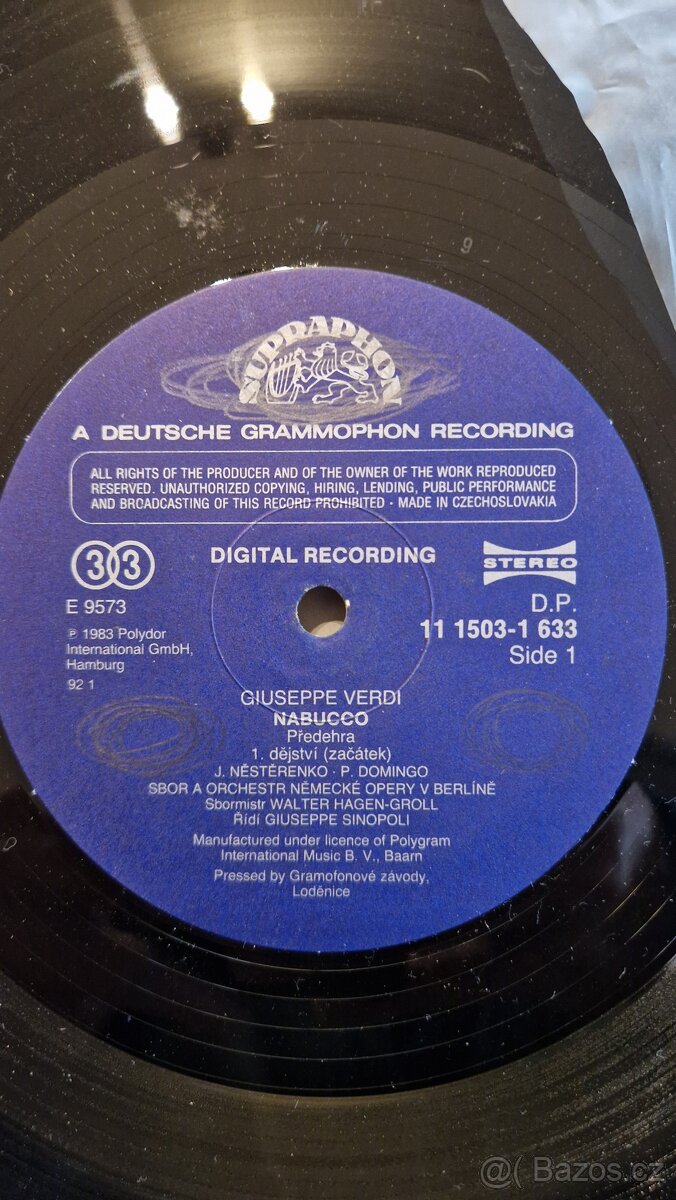 SUPRAPHON
A DEUTSCHE GRAMMOPHON RECORDING
ALL RIGHTS OF THE PRODUCER AND OF THE OWNER OF THE WORK REPRODUCED
RESERVED. UNAUTHORIZED COPYING, HIRING, LENDING, PUBLIC PERFORMANCE
AND BROADCASTING OF THIS RECORD PROHIBITED · MADE IN CZECHOSLOVAKIA
33
DIGITAL RECORDING
STEREO
E 9573
D.P.
℗ 1983 Polydor
International GmbH,
Hamburg
11 1503-1 633
Side 1
92 1
GIUSEPPE VERDI
NABUCCO
Předehra
1. dějství (začátek)
J. NĚSTĚRENKO · P. DOMINGO
SBOR A ORCHESTR NĚMECKÉ OPERY V BERLÍNĚ
Sbormistr WALTER HAGEN-GROLL
Řídí GIUSEPPE SINOPOLI
Manufactured under licence of Polygram
International Music B. V., Baarn
Pressed by Gramofonové závody,
Loděnice
9
@( Bazos.cz